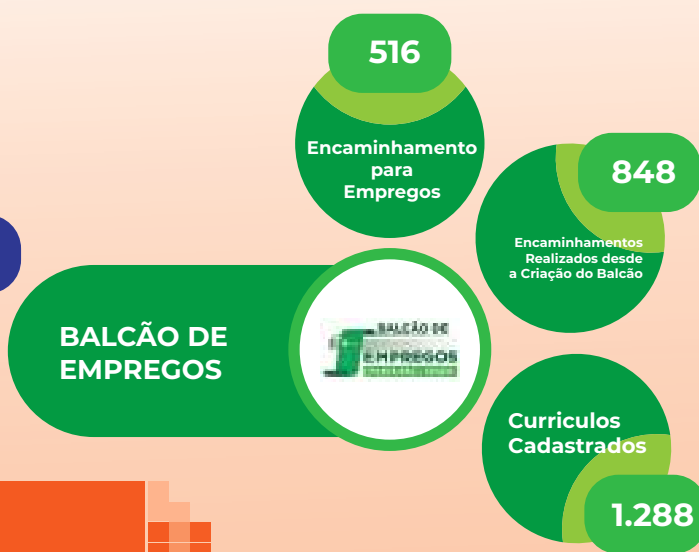 516
Encaminhamento
para
Empregos
848
Encaminhamentos
Realizados desde
a Criação do Balcão
BALCÃO DE
EMPREGOS
BALCÃO DE
EMPREGOS
Curriculos
Cadastrados
1.288